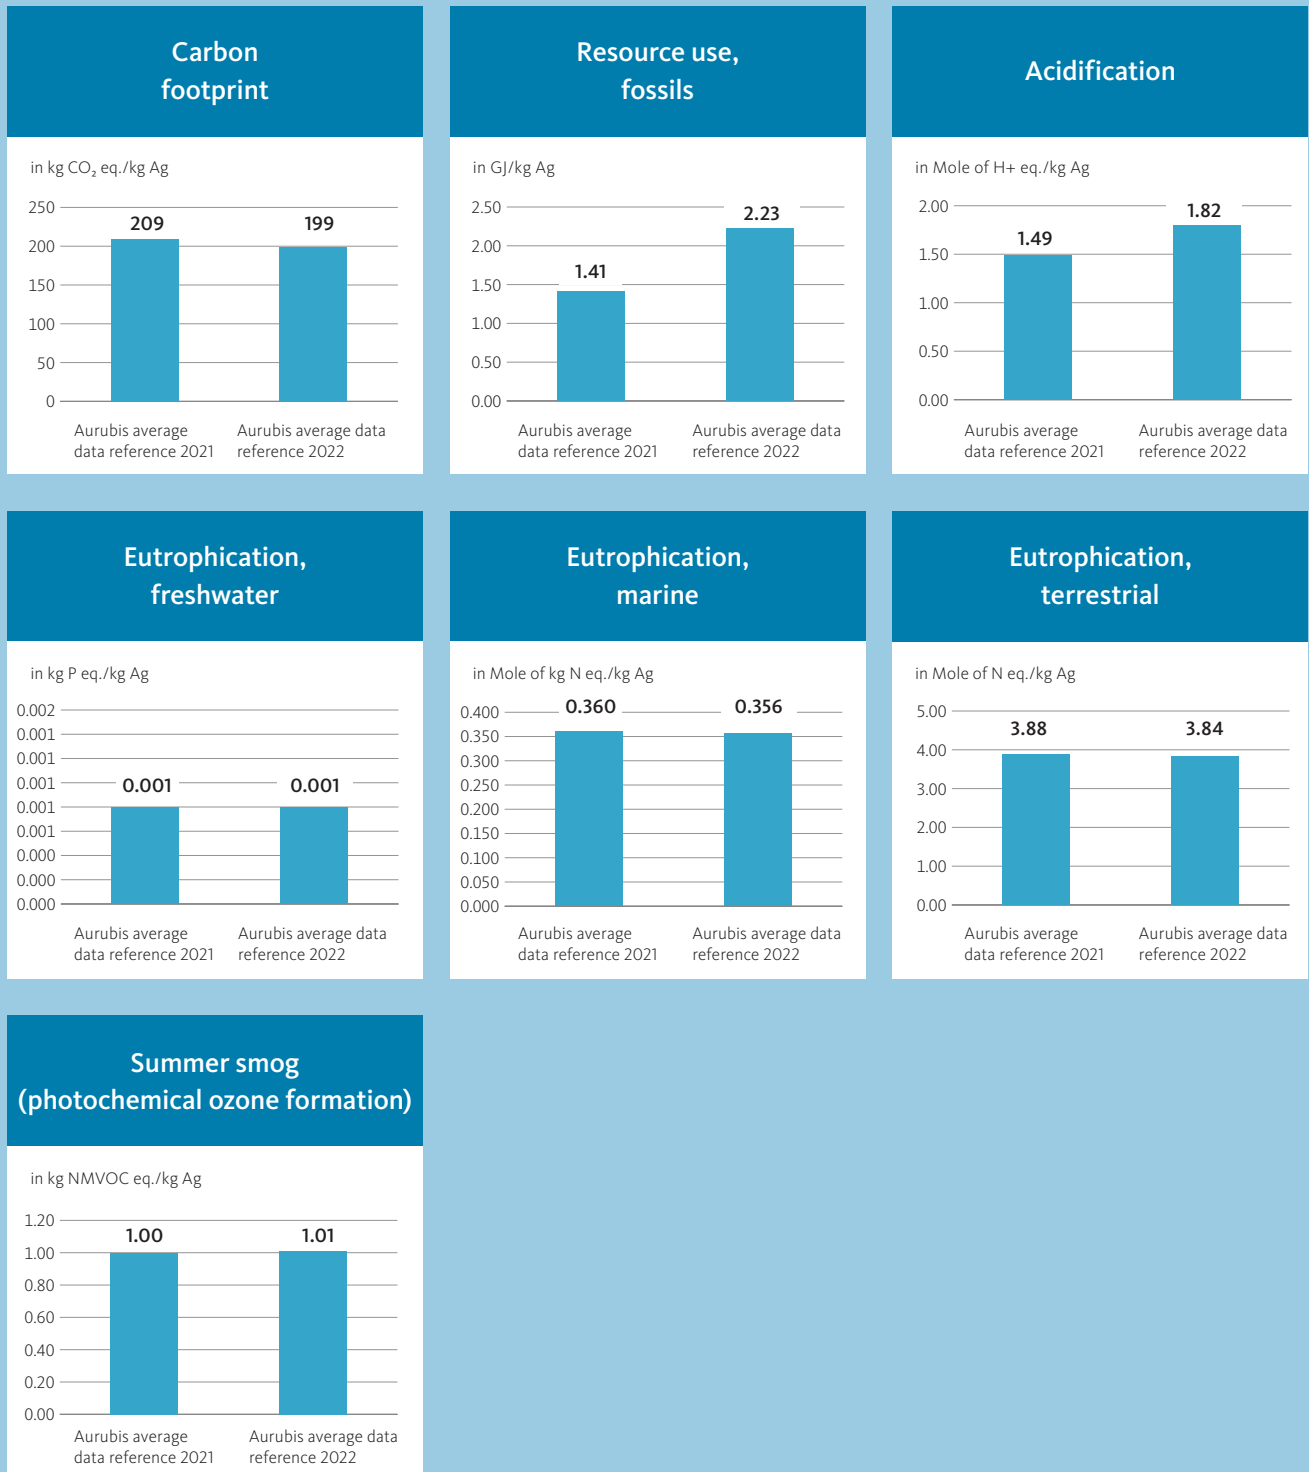 Carbon
footprint
in kg CO₂ eq./kg Ag
250
200
150
100
50
0
209
199
Aurubis average
data reference 2021
Aurubis average data
reference 2022
Resource use,
fossils
in GJ/kg Ag
2.50
2.00
1.50
1.00
0.50
0.00
1.41
2.23
Aurubis average
data reference 2021
Aurubis average data
reference 2022
Acidification
in Mole of H+ eq./kg Ag
2.00
1.50
1.00
0.50
0.00
1.49
1.82
Aurubis average
data reference 2021
Aurubis average data
reference 2022
Eutrophication,
freshwater
in kg P eq./kg Ag
0.002
0.001
0.001
0.001
0.001
0.001
0.000
0.000
0.000
0.001
0.001
Aurubis average
data reference 2021
Aurubis average data
reference 2022
Eutrophication,
marine
in Mole of kg N eq./kg Ag
0.400
0.350
0.300
0.250
0.200
0.150
0.100
0.050
0.000
0.360
0.356
Aurubis average
data reference 2021
Aurubis average data
reference 2022
Eutrophication,
terrestrial
in Mole of N eq./kg Ag
5.00
4.00
3.00
2.00
1.00
0.00
3.88
3.84
Aurubis average
data reference 2021
Aurubis average data
reference 2022
Summer smog
(photochemical ozone formation)
in kg NMVOC eq./kg Ag
1.20
1.00
0.80
0.60
0.40
0.20
0.00
1.00
1.01
Aurubis average
data reference 2021
Aurubis average data
reference 2022